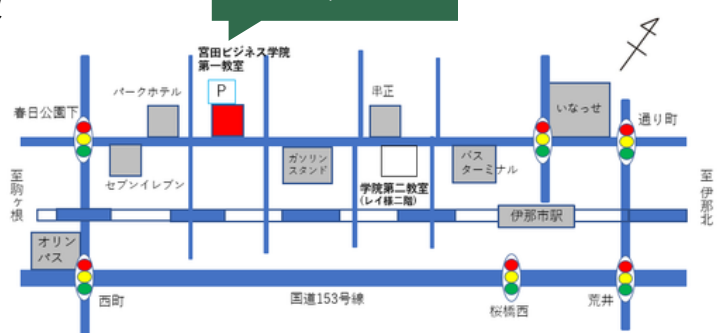 宮田ビジネス学院
第一教室
P
パークホテル
串正
いなっせ
春日公園下
通り町
セブンイレブン
ガソリン
スタンド
学院第二教室
(レイ様二階)
バス
ターミナル
至駒ヶ根
至 伊那北
伊那市駅
オリン
パス
西町
国道153号線
桜橋西
荒井